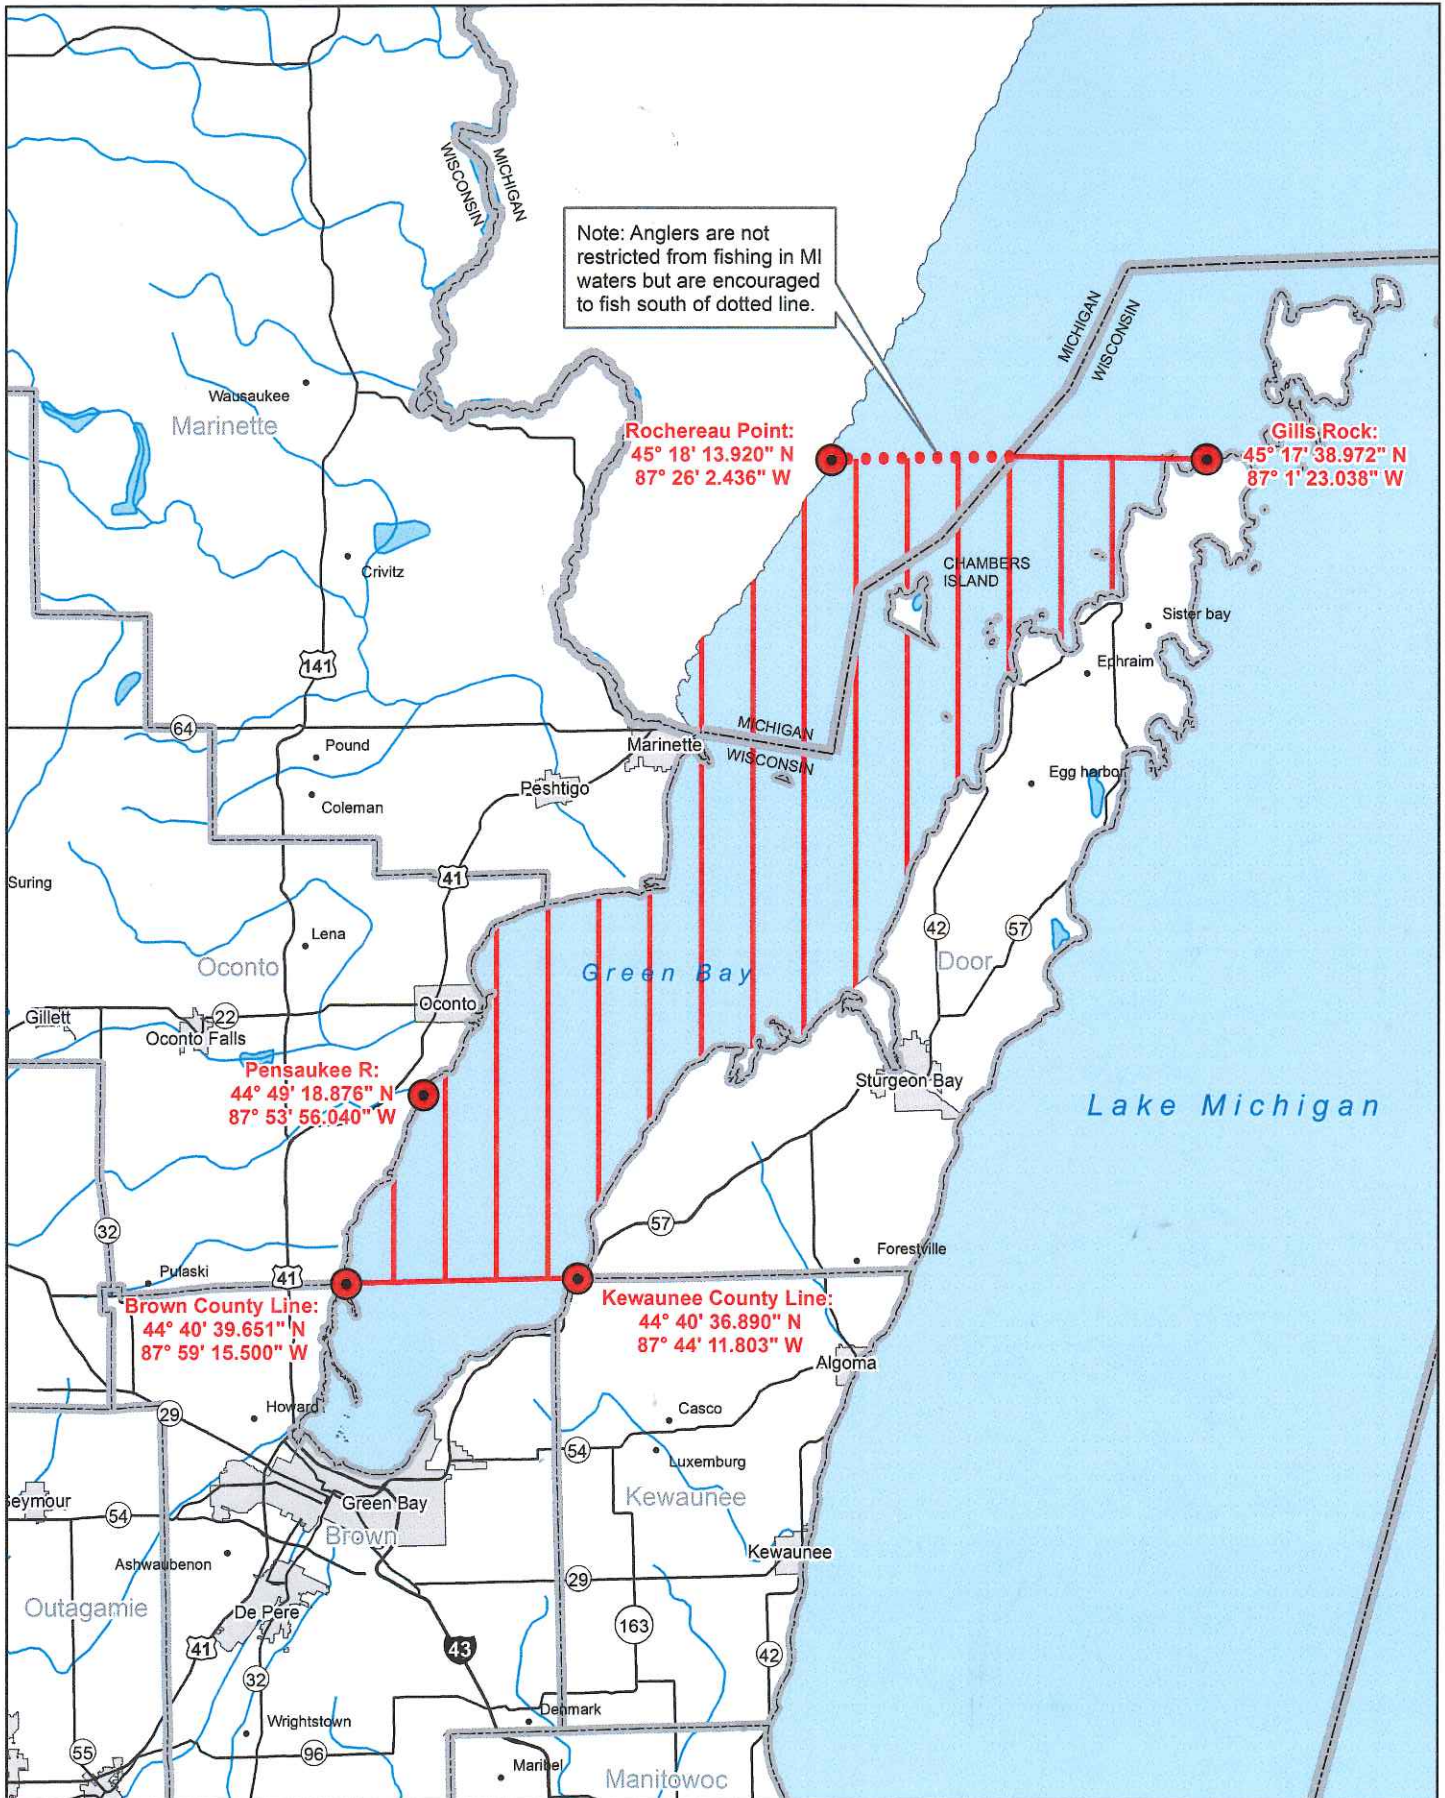 WISCONSIN
MICHIGAN
Note: Anglers are not
restricted from fishing in MI
waters but are encouraged
to fish south of dotted line.
MICHIGAN
WISCONSIN
Wausaukee
Marinette
Rochereau Point:
45° 18' 13.920" N
87° 26' 2.436" W
Gills Rock:
45° 17' 38.972" N
87° 1' 23.038" W
Crivitz
CHAMBERS
ISLAND
Sister bay
141
Ephraim
64
Pound
Marinette
MICHIGAN
WISCONSIN
Egg harbor
Peshtigo
Coleman
41
Suring
Lena
42
57
Oconto
Green Bay
Door
Oconto
Gillett
22
Oconto Falls
Pensaukee R:
44° 49' 18.876" N
87° 53' 56.040" W
Sturgeon Bay
Lake Michigan
32
57
Forestville
Pulaski
41
Brown County Line:
44° 40' 39.651" N
87° 59' 15.500" W
Kewaunee County Line:
44° 40' 36.890" N
87° 44' 11.803" W
Algoma
Howard
29
Casco
54
Luxemburg
Seymour
54
Green Bay
Kewaunee
Brown
Ashwaubenon
Kewaunee
29
Outagamie
De Pere
163
41
43
42
32
Denmark
Wrightstown
55
96
Maribel
Manitowoc